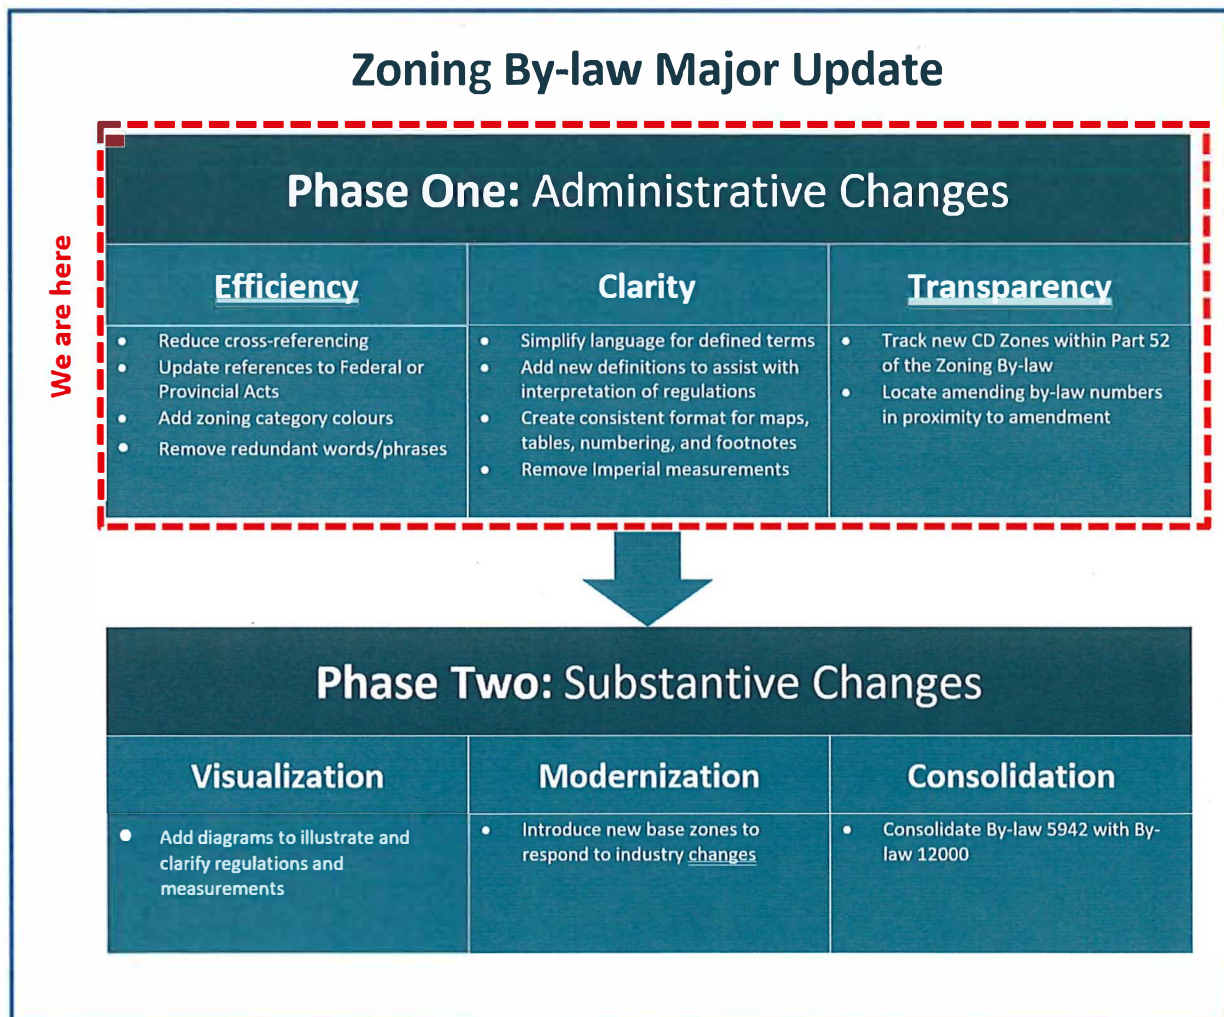 Zoning By-law Major Update
We are here
Phase One: Administrative Changes
Efficiency
• Reduce cross-referencing
• Update references to Federal or
Provincial Acts
• Add zoning category colours
• Remove redundant words/phrases
Clarity
• Simplify language for defined terms
• Add new definitions to assist with
interpretation of regulations
• Create consistent format for maps,
tables, numbering, and footnotes
• Remove Imperial measurements
Transparency
• Track new CD Zones within Part 52
of the Zoning By-law
• Locate amending by-law numbers
in proximity to amendment
Phase Two: Substantive Changes
Visualization
• Add diagrams to illustrate and
clarify regulations and
measurements
Modernization
• Introduce new base zones to
respond to industry changes
Consolidation
• Consolidate By-law 5942 with By-
law 12000